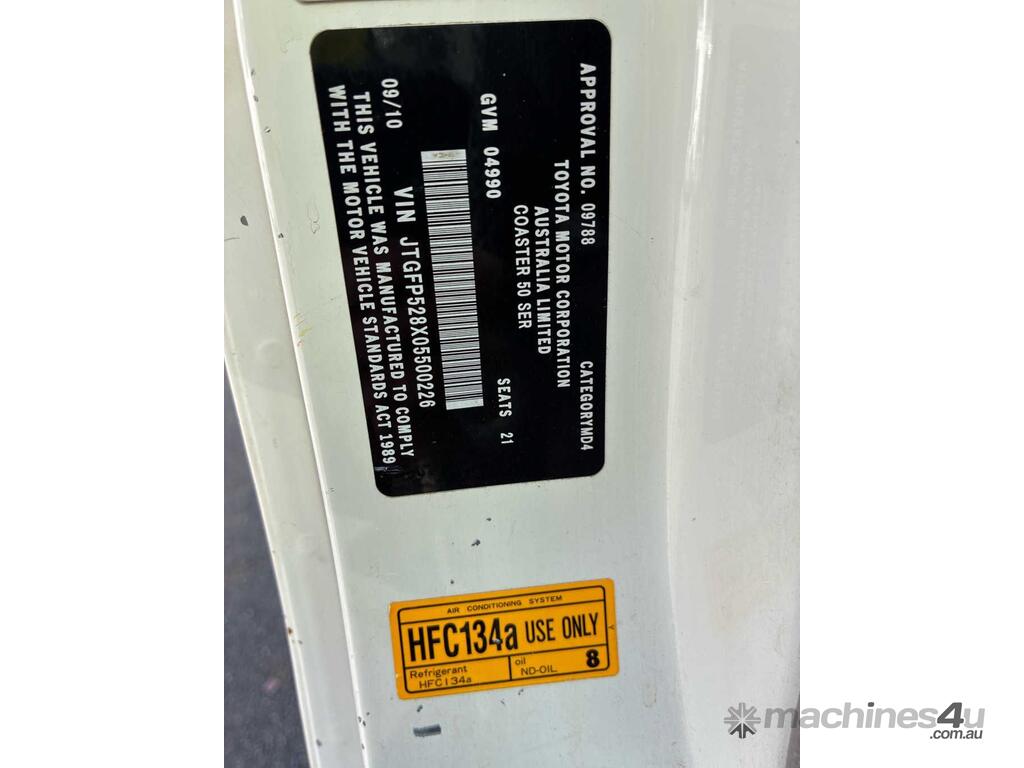 APPROVAL NO. 09788 CATEGORYMD4
TOYOTA MOTOR CORPORATION
AUSTRALIA LIMITED
COASTER 50 SER
GVM 04990 SEATS 21
VIN JTGFP528X05500226
09/10
THIS VEHICLE WAS MANUFACTURED TO COMPLY
WITH THE MOTOR VEHICLE STANDARDS ACT 1989
AIR CONDITIONING SYSTEM
HFC134a USE ONLY
Refrigerant
HFC134a
oil
ND-OIL 8
machines4u
.com.au